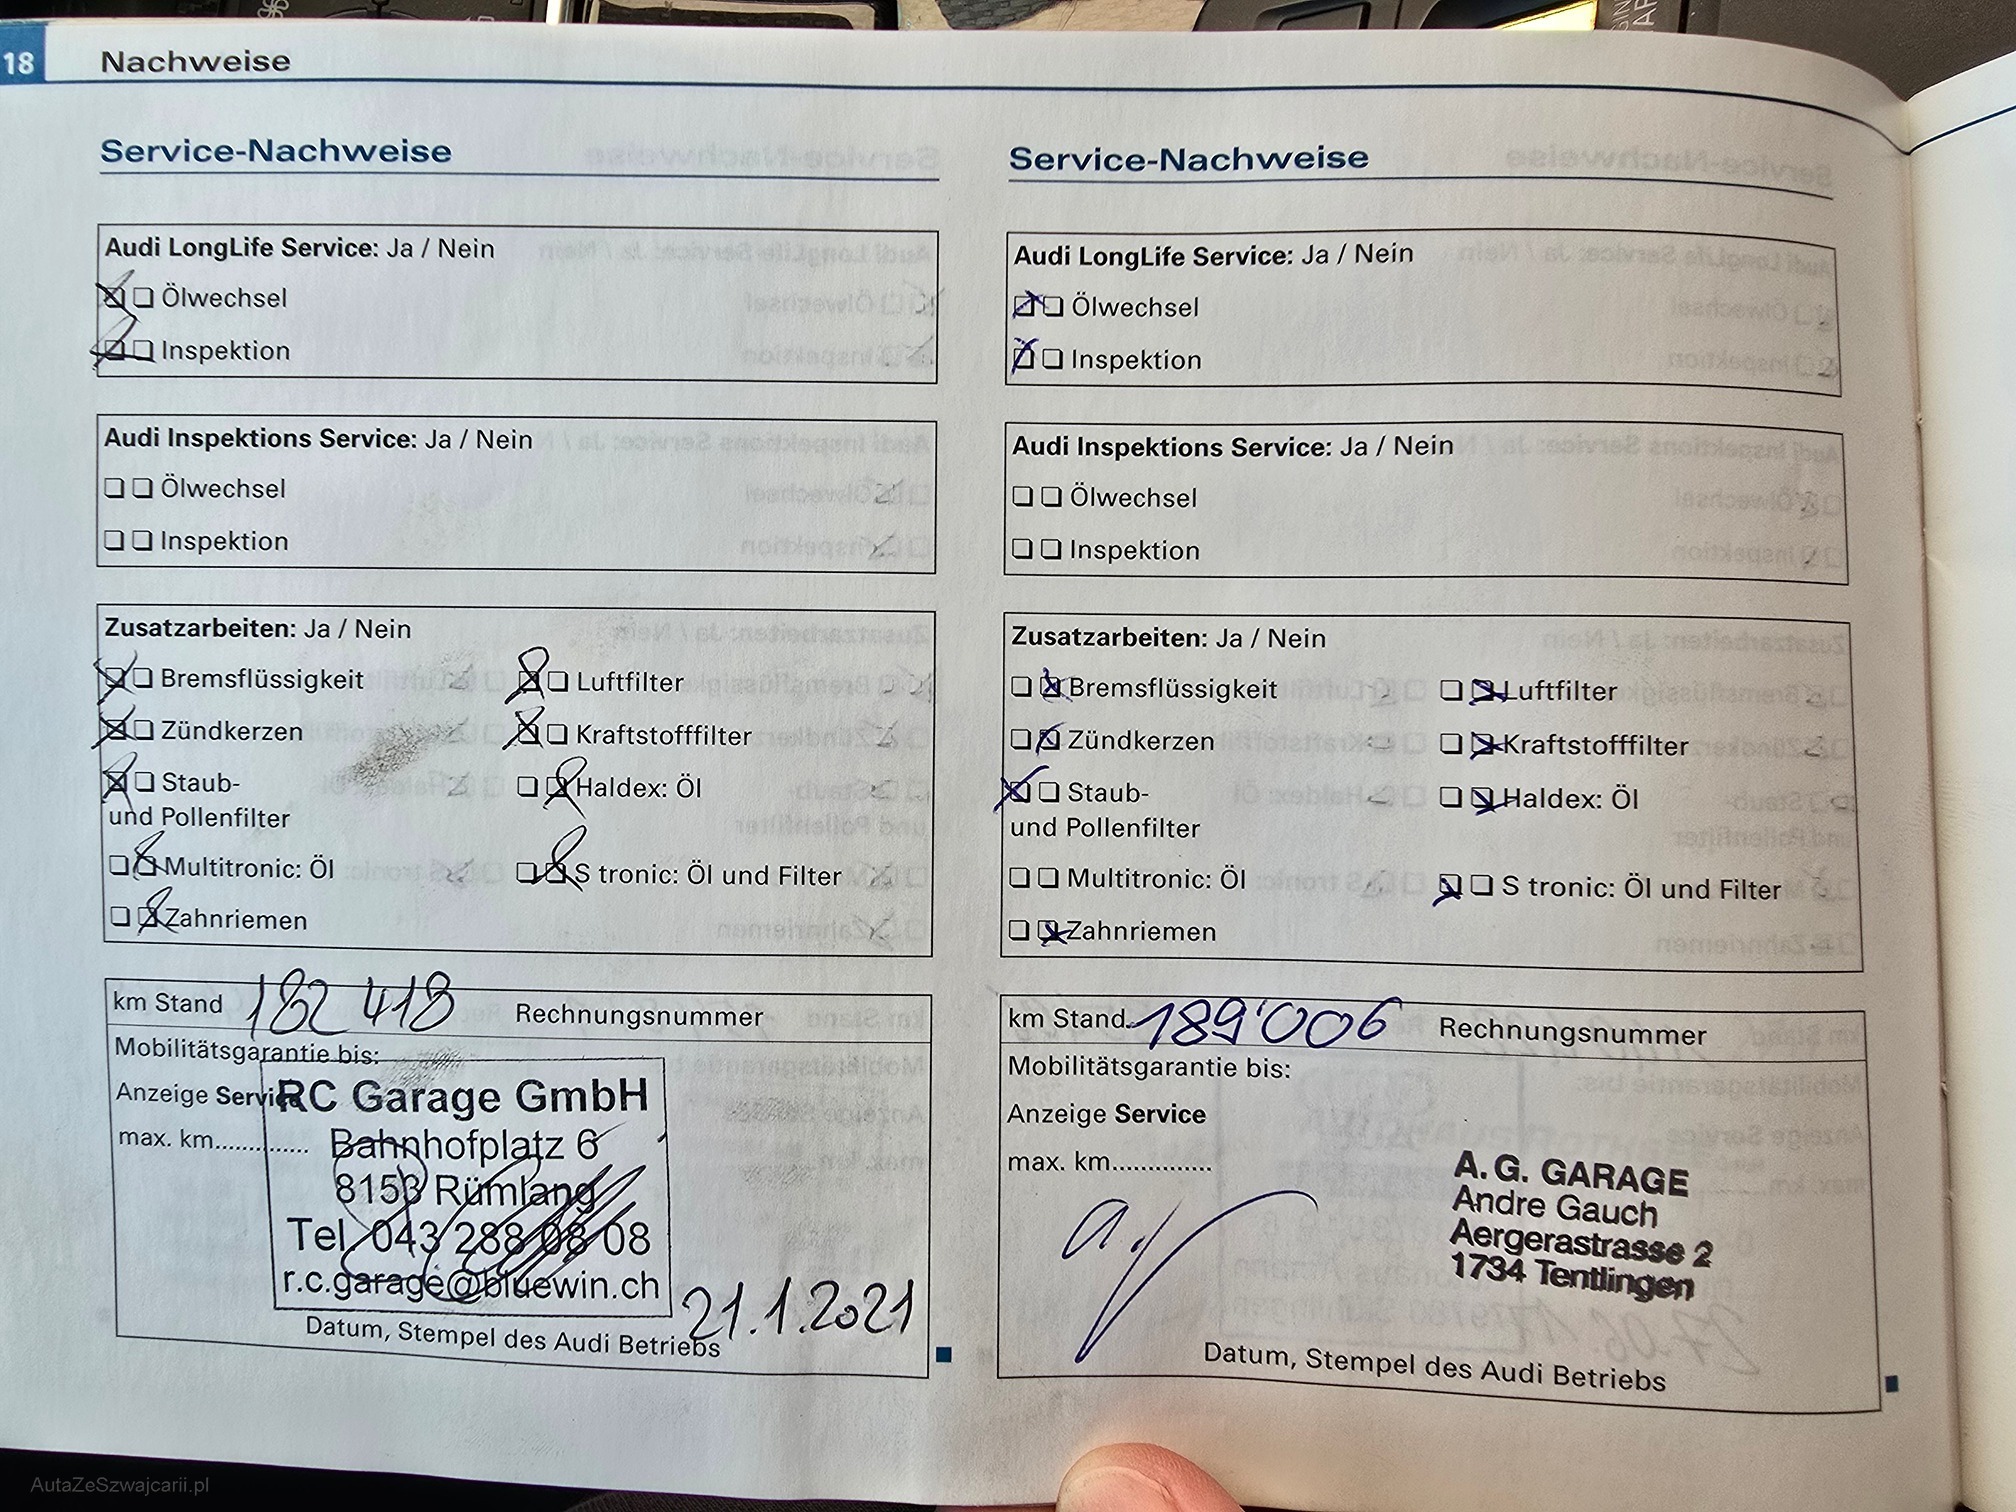 18 Nachweise
Service-Nachweise
Audi LongLife Service: Ja / Nein
Ölwechsel
Inspektion
Audi Inspektions Service: Ja / Nein
Ölwechsel
Inspektion
Zusatzarbeiten: Ja / Nein
Bremsflüssigkeit Luftfilter
Zündkerzen Kraftstofffilter
Staub- Haldex: Öl
und Pollenfilter
Multitronic: Öl S tronic: Öl und Filter
Zahnriemen
km Stand 182 418 Rechnungsnummer
Mobilitätsgarantie bis:
Anzeige Service
max. km..............
RC Garage GmbH
Bahnhofplatz 6
8153 Rümlang
Tel. 043 288 08 08
r.c.garage@bluewin.ch
21.1.2021
Datum, Stempel des Audi Betriebs
Service-Nachweise
Audi LongLife Service: Ja / Nein
Ölwechsel
Inspektion
Audi Inspektions Service: Ja / Nein
Ölwechsel
Inspektion
Zusatzarbeiten: Ja / Nein
Bremsflüssigkeit Luftfilter
Zündkerzen Kraftstofffilter
Staub- Haldex: Öl
und Pollenfilter
Multitronic: Öl S tronic: Öl und Filter
Zahnriemen
km Stand 189'006 Rechnungsnummer
Mobilitätsgarantie bis:
Anzeige Service
max. km..............
A. G. GARAGE
Andre Gauch
Aergerastrasse 2
1734 Tentlingen
Datum, Stempel des Audi Betriebs
AutaZeSzwajcarii.pl